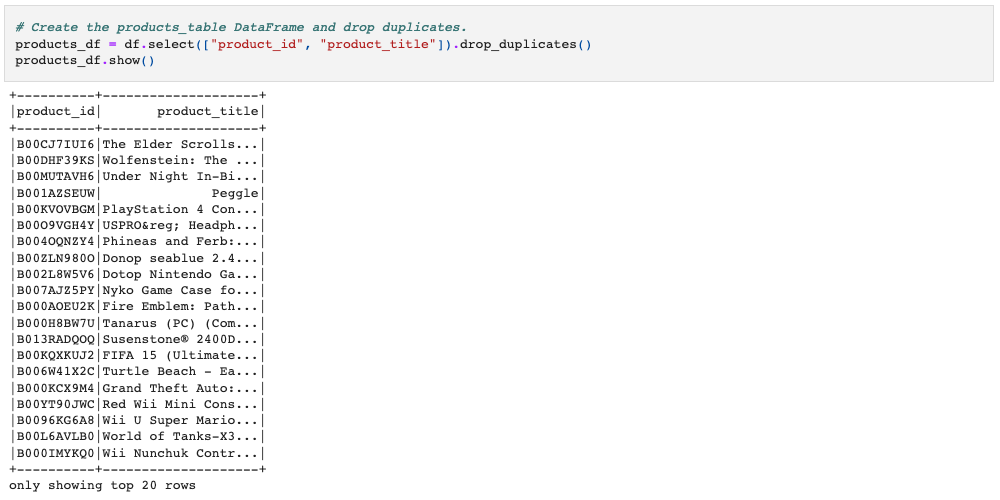 # Create the products_table DataFrame and drop duplicates.
products_df = df.select(["product_id", "product_title"]).drop_duplicates()
products_df.show()
+----------+--------------------+
|product_id|       product_title|
+----------+--------------------+
|B00CJ7IUI6|The Elder Scrolls...|
|B00DHF39KS|Wolfenstein: The ...|
|B00MUTAVH6|Under Night In-Bi...|
|B001AZSEUW|              Peggle|
|B00KVOVBGM|PlayStation 4 Con...|
|B00O9VGH4Y|USPRO&reg; Headph...|
|B004OQNZY4|Phineas and Ferb:...|
|B00ZLN980O|Donop seablue 2.4...|
|B002L8W5V6|Dotop Nintendo Ga...|
|B007AJZ5PY|Nyko Game Case fo...|
|B000AOEU2K|Fire Emblem: Path...|
|B000H8BW7U|Tanarus (PC) (Com...|
|B013RADQOQ|Susenstone® 2400D...|
|B00KQXKUJ2|FIFA 15 (Ultimate...|
|B006W41X2C|Turtle Beach - Ea...|
|B000KCX9M4|Grand Theft Auto:...|
|B00YT90JWC|Red Wii Mini Cons...|
|B0096KG6A8|Wii U Super Mario...|
|B00L6AVLB0|World of Tanks-X3...|
|B000IMYKQ0|Wii Nunchuk Contr...|
+----------+--------------------+
only showing top 20 rows